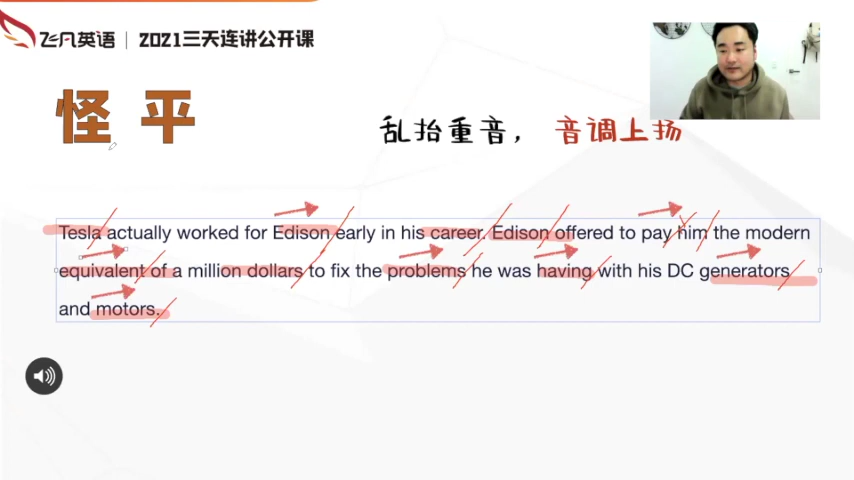 飞凡英语 | 2021三天连讲公开课
怪 平
乱抬重音， 音调上扬
Tesla actually worked for Edison early in his career. Edison offered to pay him the modern
equivalent of a million dollars to fix the problems he was having with his DC generators
and motors.